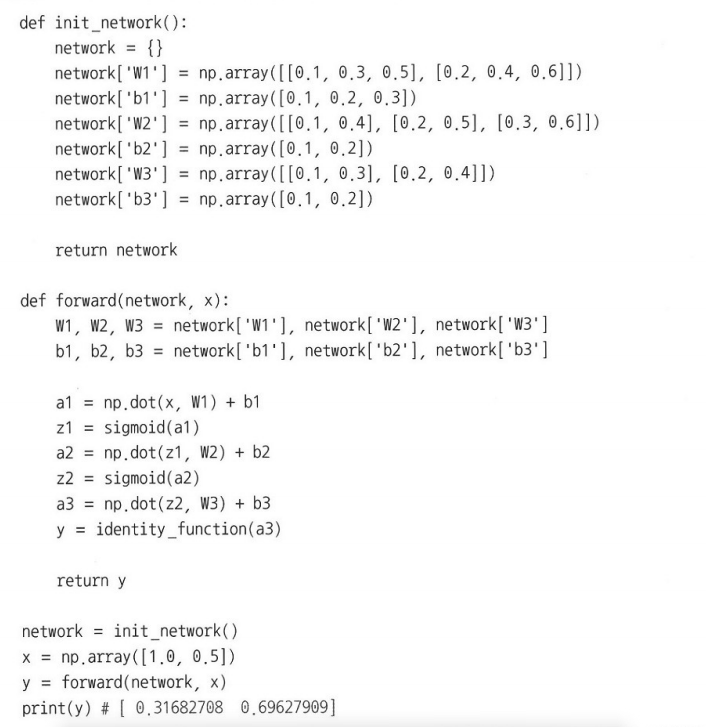 def init_network():
    network = {}
    network['W1'] = np.array([[0.1, 0.3, 0.5], [0.2, 0.4, 0.6]])
    network['b1'] = np.array([0.1, 0.2, 0.3])
    network['W2'] = np.array([[0.1, 0.4], [0.2, 0.5], [0.3, 0.6]])
    network['b2'] = np.array([0.1, 0.2])
    network['W3'] = np.array([[0.1, 0.3], [0.2, 0.4]])
    network['b3'] = np.array([0.1, 0.2])

    return network

def forward(network, x):
    W1, W2, W3 = network['W1'], network['W2'], network['W3']
    b1, b2, b3 = network['b1'], network['b2'], network['b3']

    a1 = np.dot(x, W1) + b1
    z1 = sigmoid(a1)
    a2 = np.dot(z1, W2) + b2
    z2 = sigmoid(a2)
    a3 = np.dot(z2, W3) + b3
    y = identity_function(a3)

    return y

network = init_network()
x = np.array([1.0, 0.5])
y = forward(network, x)
print(y) # [ 0.31682708  0.69627909]